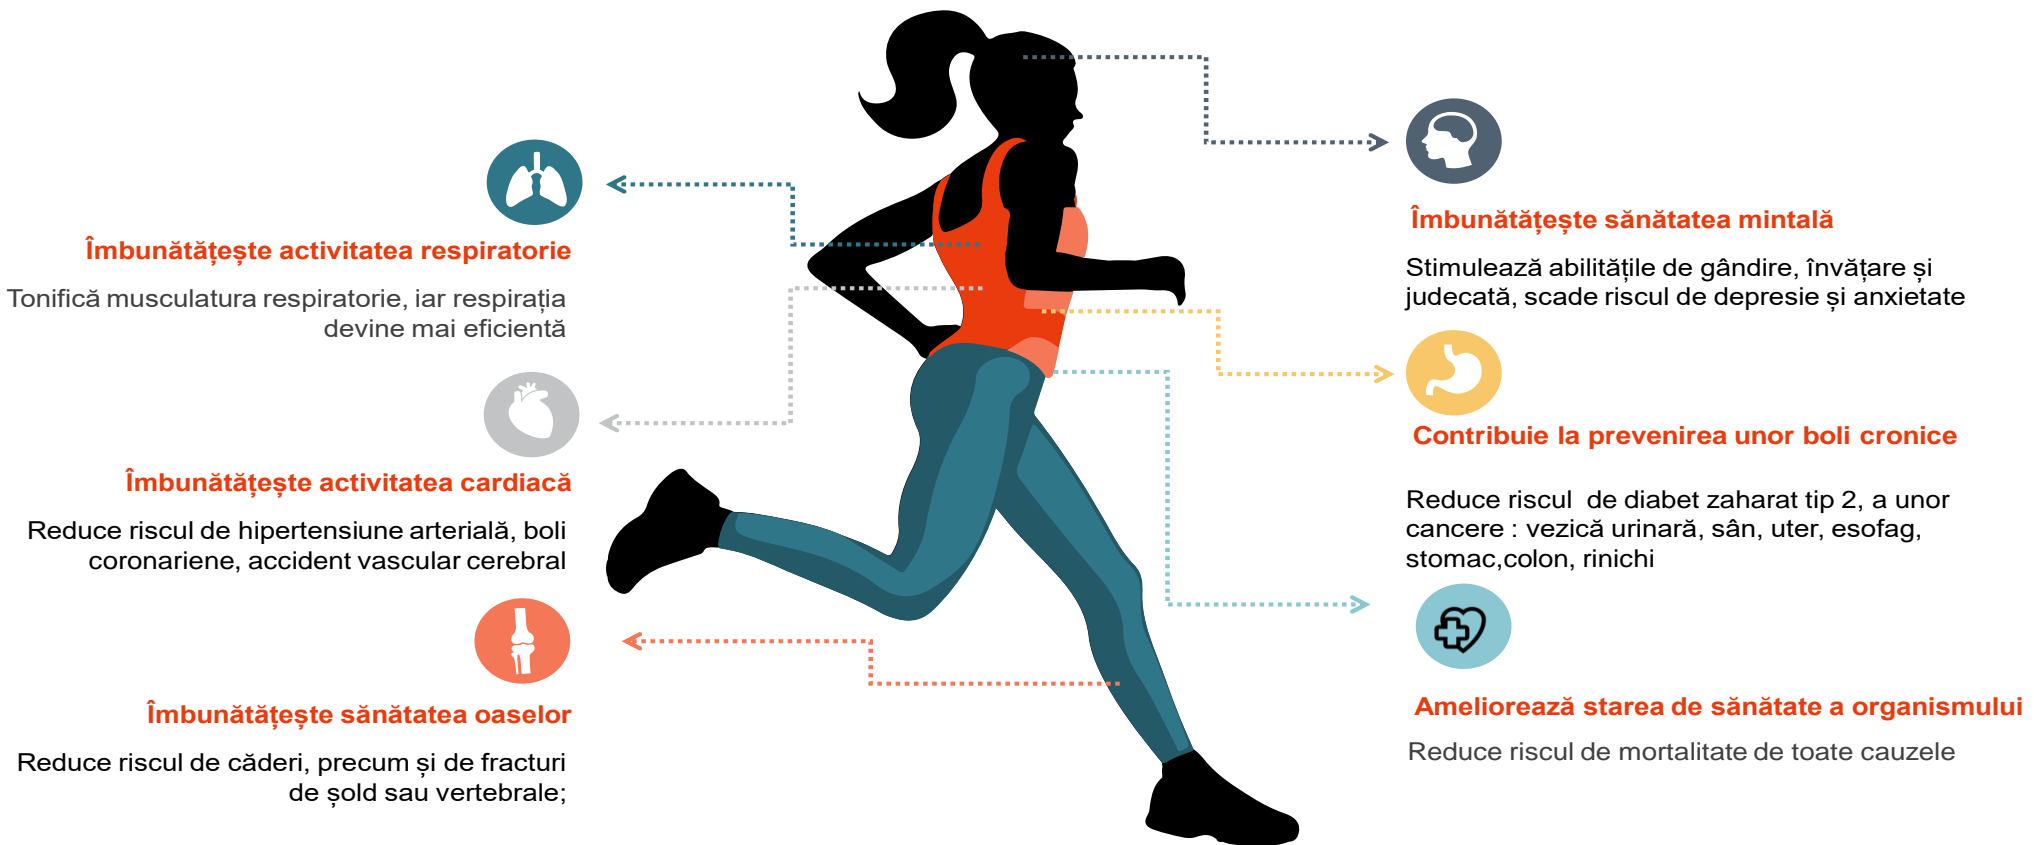 Îmbunătățește activitatea respiratorie
Tonifică musculatura respiratorie, iar respirația
devine mai eficientă
Îmbunătățește activitatea cardiacă
Reduce riscul de hipertensiune arterială, boli
coronariene, accident vascular cerebral
Îmbunătățește sănătatea oaselor
Reduce riscul de căderi, precum și de fracturi
de șold sau vertebrale;
Îmbunătățește sănătatea mintală
Stimulează abilitățile de gândire, învățare și
judecată, scade riscul de depresie și anxietate
Contribuie la prevenirea unor boli cronice
Reduce riscul  de diabet zaharat tip 2, a unor
cancere : vezică urinară, sân, uter, esofag,
stomac,colon, rinichi
Ameliorează starea de sănătate a organismului
Reduce riscul de mortalitate de toate cauzele